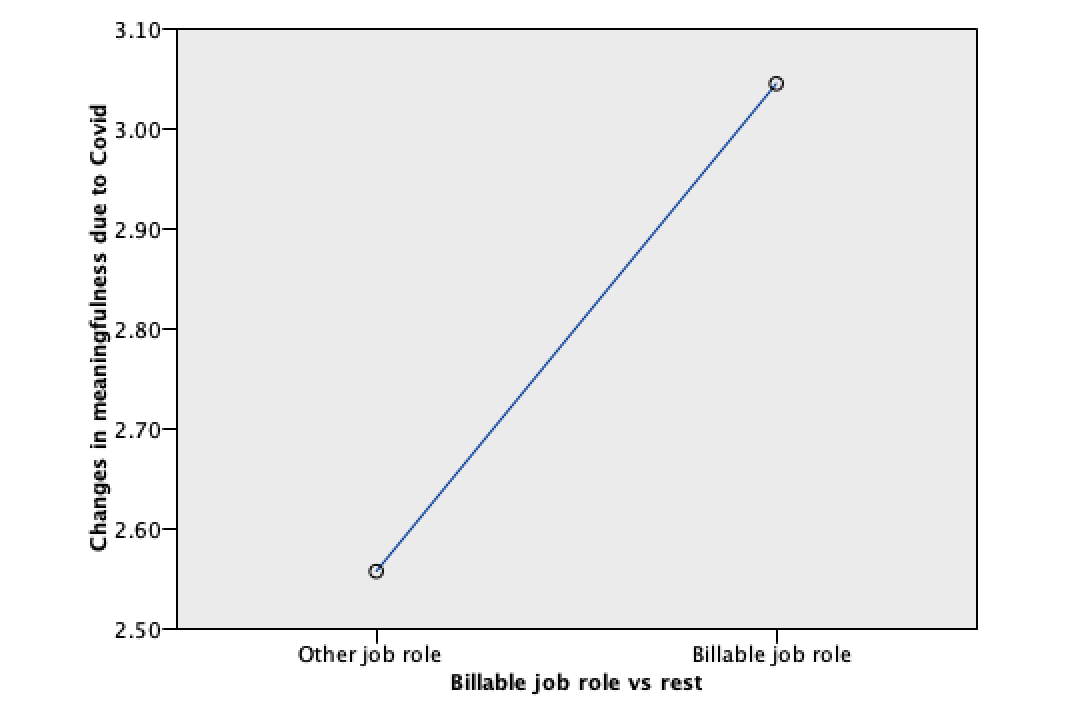 3.10
3.00
2.90
2.80
2.70
2.60
2.50
Changes in meaningfulness due to Covid
Other job role
Billable job role
Billable job role vs rest